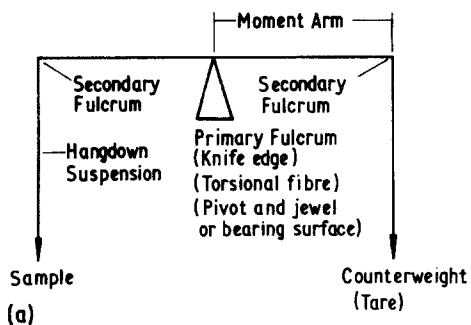 Moment Arm
Secondary
Fulcrum
Secondary
Fulcrum
Primary Fulcrum
(Knife edge)
(Torsional fibre)
(Pivot and jewel
or bearing surface)
Hangdown
Suspension
Sample
Counterweight
(Tare)
(a)